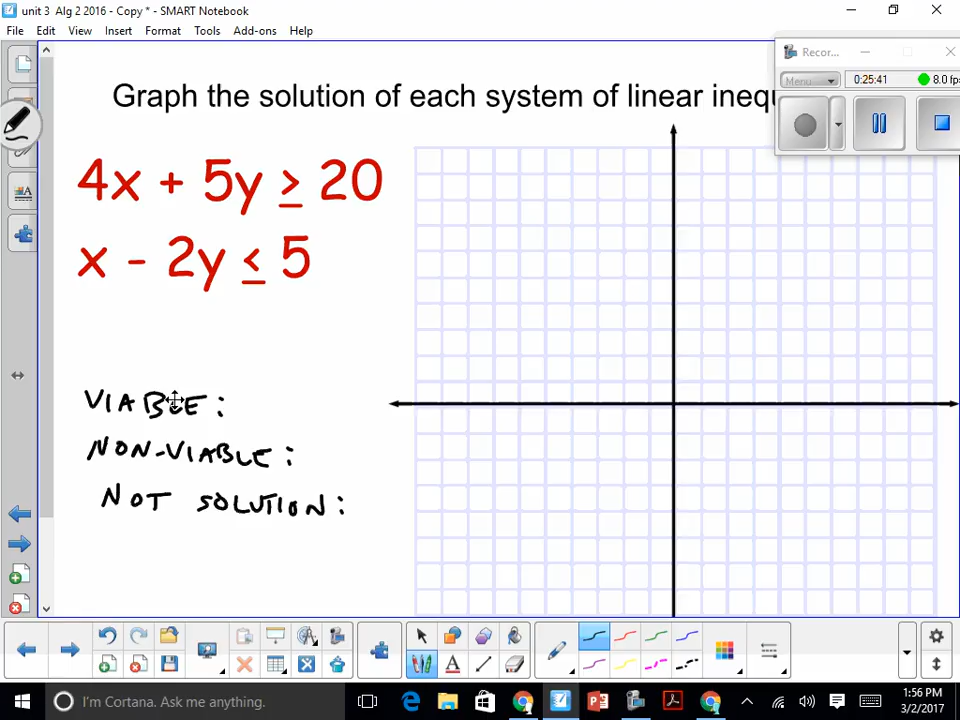 unit 3 Alg 2 2016 - Copy * - SMART Notebook
File Edit View Insert Format Tools Add-ons Help
Recor...
Menu 0:25:41 8.0 fp
Graph the solution of each system of linear inequ
4x + 5y ≥ 20
x - 2y ≤ 5
VIABLE:
NON-VIABLE:
NOT SOLUTION:
I'm Cortana. Ask me anything.
1:56 PM
3/2/2017